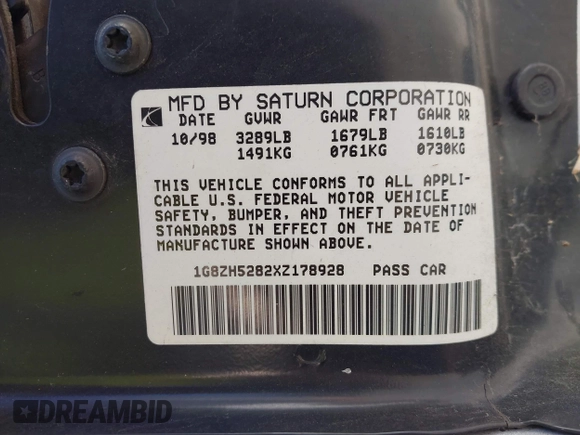 MFD BY SATURN CORPORATION
DATE GVWR GAWR FRT GAWR RR
10/98 3289LB 1679LB 1610LB
1491KG 0761KG 0730KG
THIS VEHICLE CONFORMS TO ALL APPLI-
CABLE U.S. FEDERAL MOTOR VEHICLE
SAFETY, BUMPER, AND THEFT PREVENTION
STANDARDS IN EFFECT ON THE DATE OF
MANUFACTURE SHOWN ABOVE.
1G8ZH5282XZ178928 PASS CAR
DREAMBID